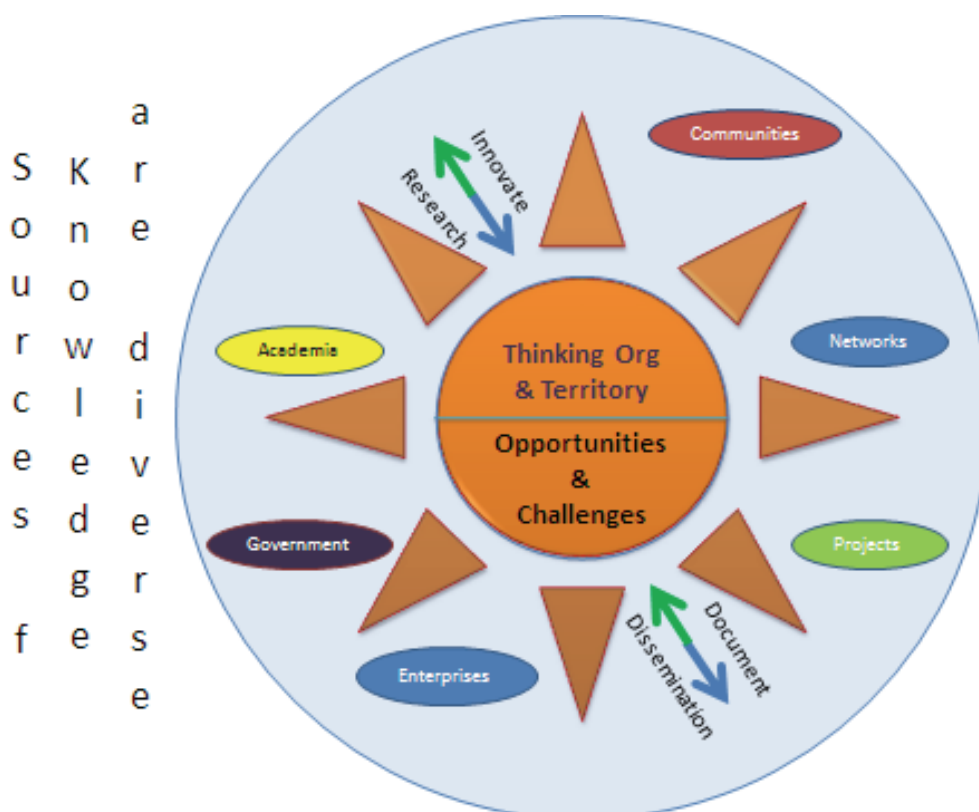 Sources f
Knowledge
are diverse
Communities
Innovate
Research
Academia
Networks
Thinking Org
& Territory
Opportunities
&
Challenges
Government
Projects
Enterprises
Document
Dissemination